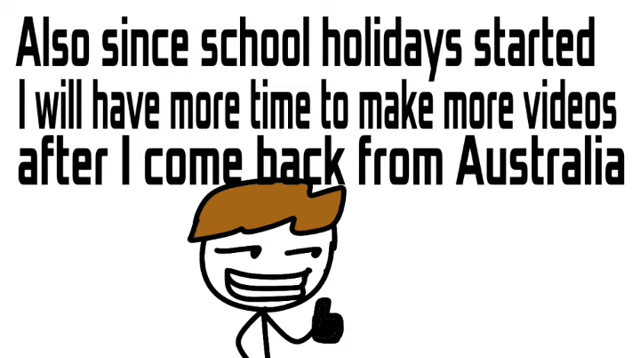 Also since school holidays started
I will have more time to make more videos
after I come back from Australia